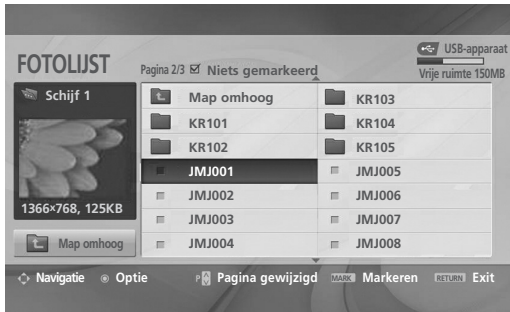 USB-apparaat
FOTOLIJST
Pagina 2/3 Niets gemarkeerd
Vrije ruimte 150MB
Schijf 1
1366×768, 125KB
Map omhoog
Map omhoog KR103
KR101 KR104
KR102 KR105
JMJ001 JMJ005
JMJ002 JMJ006
JMJ003 JMJ007
JMJ004 JMJ008
Navigatie Optie P Pagina gewijzigd MARK Markeren RETURN Exit